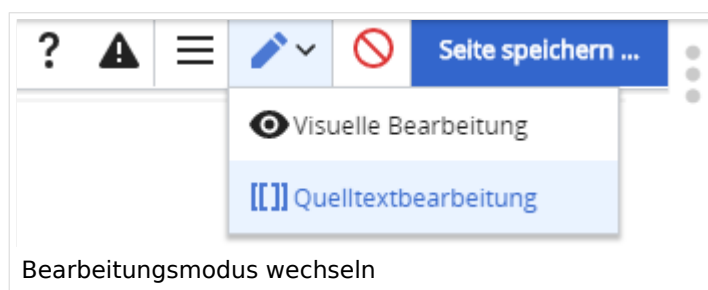 ? Seite speichern ...
Visuelle Bearbeitung
[[]] Quelltextbearbeitung
Bearbeitungsmodus wechseln